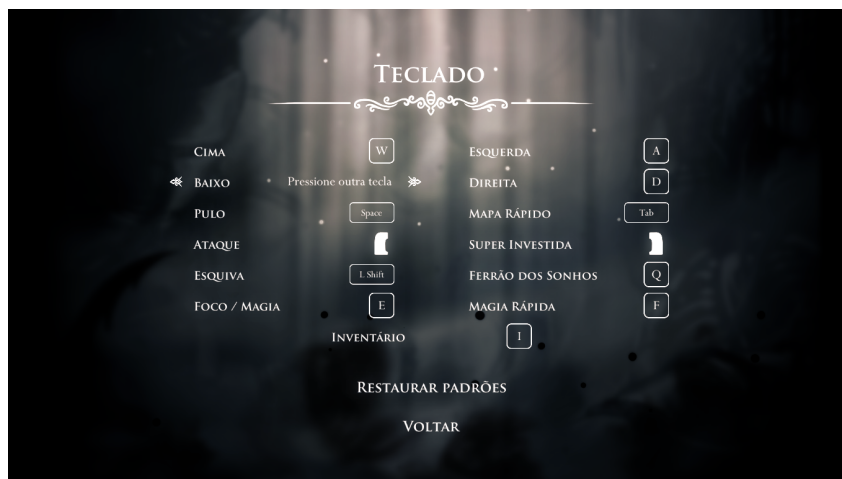 TECLADO
CIMA W
BAIXO Pressione outra tecla
PULO Space
ATAQUE
ESQUIVA L Shift
FOCO / MAGIA E
ESQUERDA A
DIREITA D
MAPA RÁPIDO Tab
SUPER INVESTIDA
FERRÃO DOS SONHOS Q
MAGIA RÁPIDA F
INVENTÁRIO I
RESTAURAR PADRÕES
VOLTAR